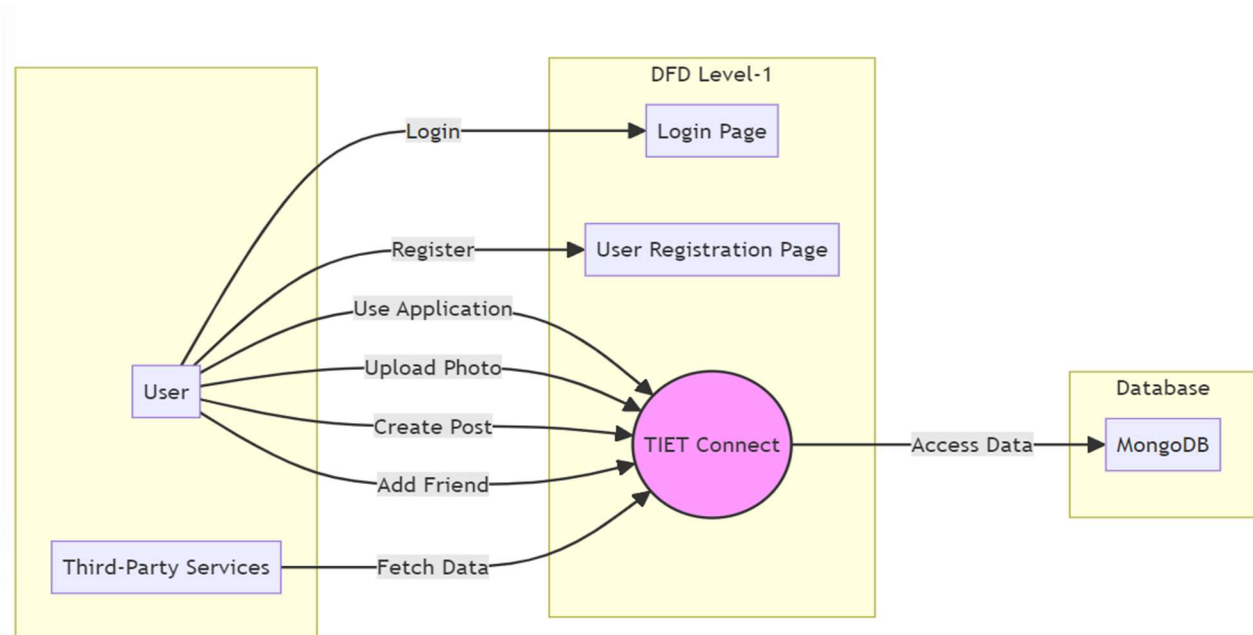 DFD Level-1
Login
Login Page
Register
User Registration Page
Use Application
Upload Photo
User
Create Post
TIET Connect
Access Data
Database
MongoDB
Add Friend
Third-Party Services
Fetch Data